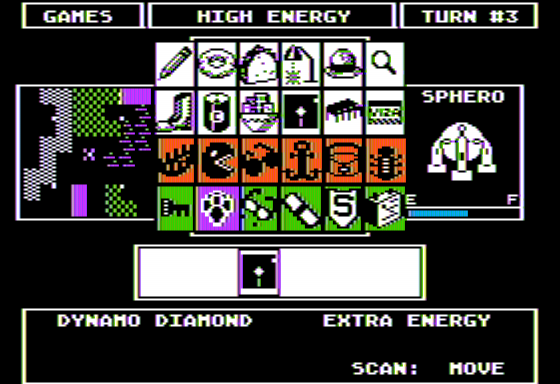 GAMES HIGH ENERGY TURN #3
SPHERO
E F
S
DYNAMO DIAMOND EXTRA ENERGY
SCAN: MOVE